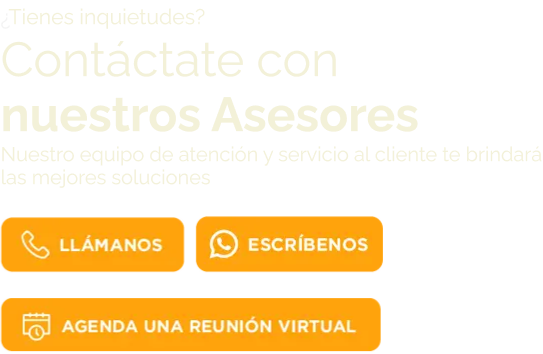 ¿Tienes inquietudes?
Contáctate con
nuestros Asesores
Nuestro equipo de atención y servicio al cliente te brindará
las mejores soluciones
LLÁMANOS
ESCRÍBENOS
AGENDA UNA REUNIÓN VIRTUAL